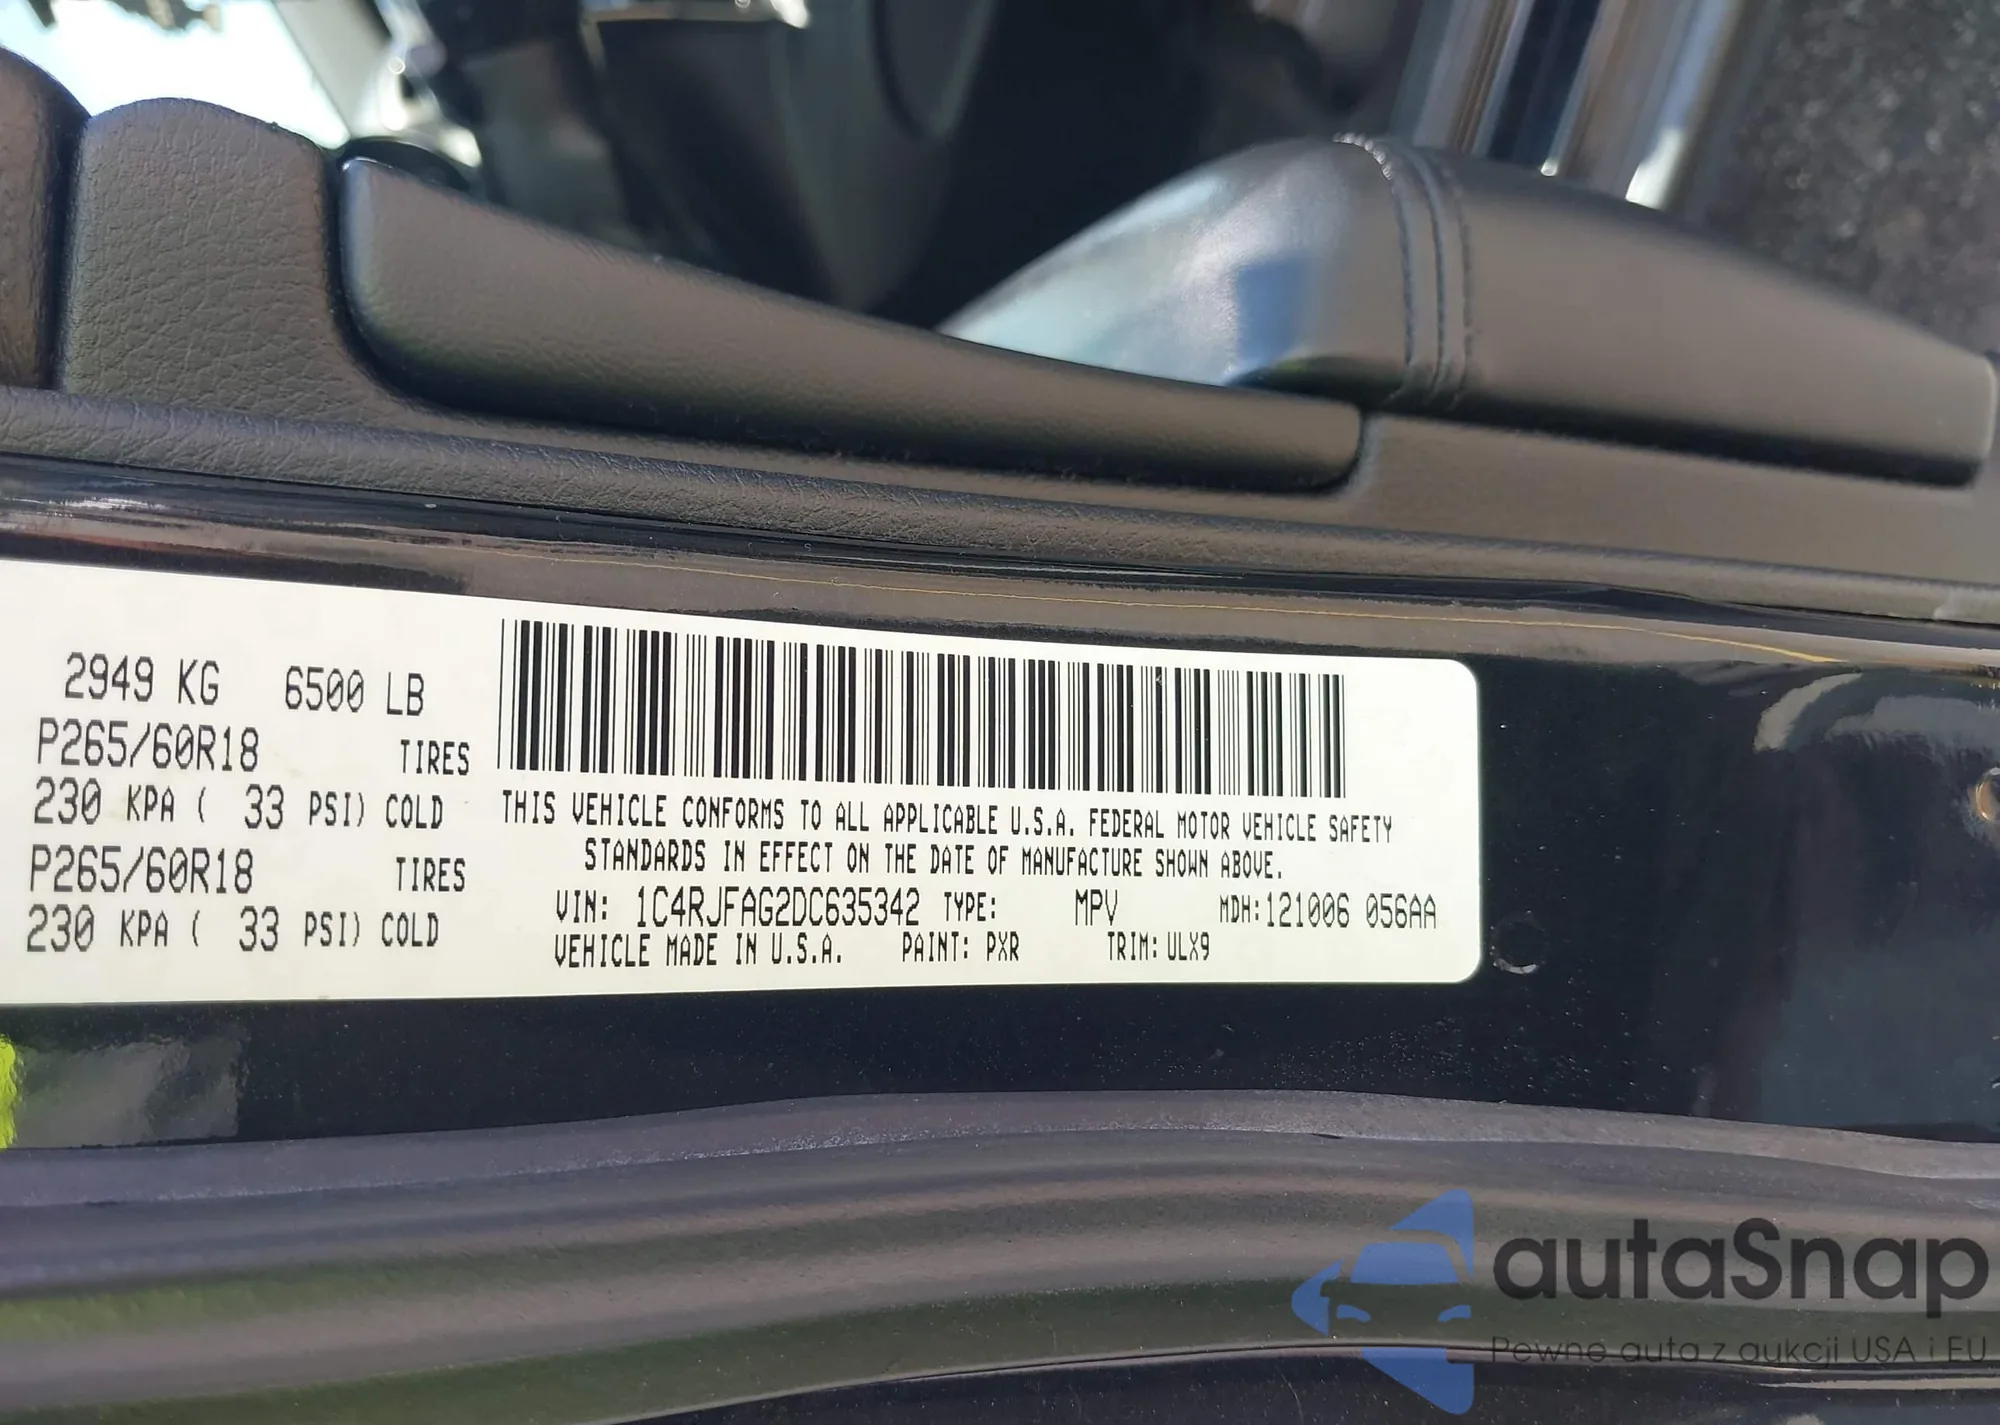 2949 KG 6500 LB
P265/60R18 TIRES
230 KPA ( 33 PSI) COLD
P265/60R18 TIRES
230 KPA ( 33 PSI) COLD
THIS VEHICLE CONFORMS TO ALL APPLICABLE U.S.A. FEDERAL MOTOR VEHICLE SAFETY
STANDARDS IN EFFECT ON THE DATE OF MANUFACTURE SHOWN ABOVE.
VIN: 1C4RJFAG2DC635342 TYPE: MPV MDH:121006 056AA
VEHICLE MADE IN U.S.A. PAINT: PXR TRIM: ULX9
autaSnap
Pewne auta z aukcji USA i EU